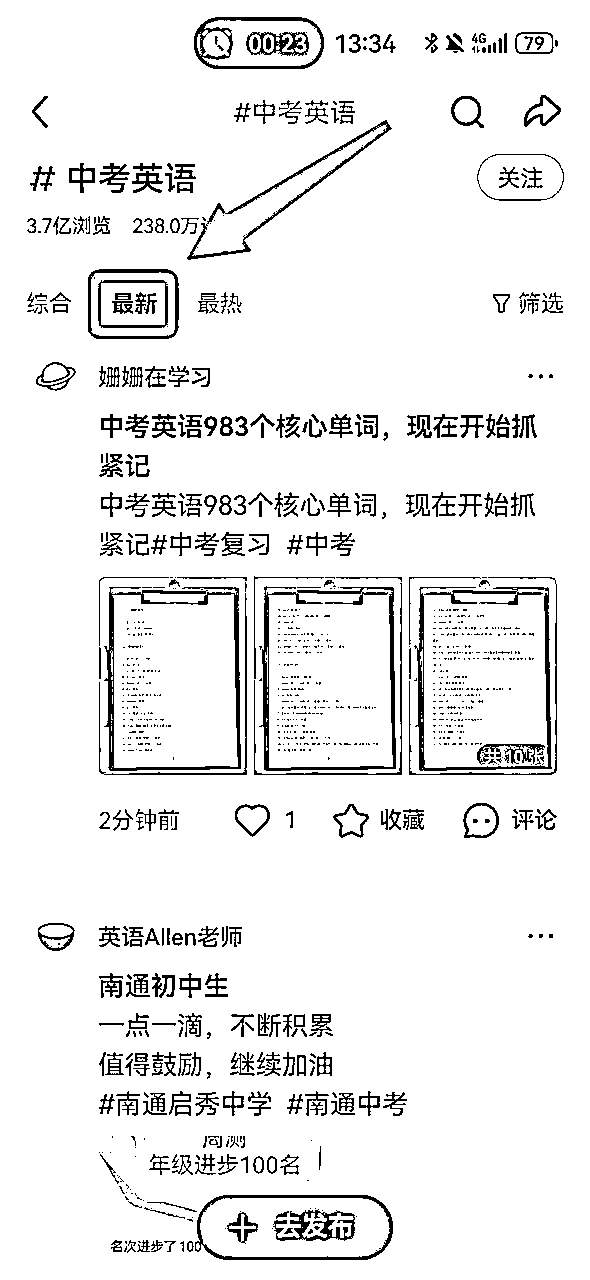 00:23 13:34 4G 79
#中考英语
# 中考英语 关注
3.7亿浏览 238.0万
综合 最新 最热 筛选
姗姗在学习
中考英语983个核心单词，现在开始抓
紧记
中考英语983个核心单词，现在开始抓
紧记#中考复习 #中考
共10张
2分钟前 1 收藏 评论
英语Allen老师
南通初中生
一点一滴，不断积累
值得鼓励，继续加油
#南通启秀中学 #南通中考
周测
年级进步100名
名次进步了100
去发布